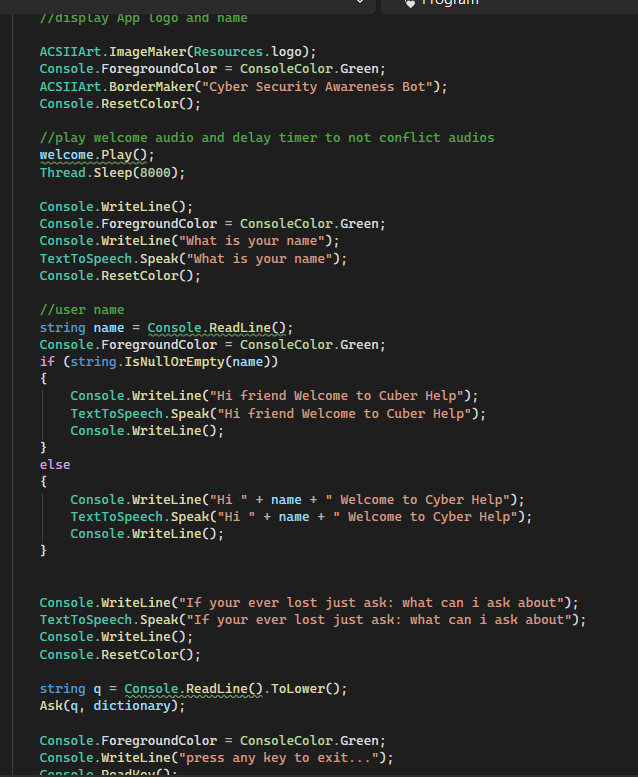 Program
//display App logo and name
ACSIIArt.ImageMaker(Resources.logo);
Console.ForegroundColor = ConsoleColor.Green;
ACSIIArt.BorderMaker("Cyber Security Awareness Bot");
Console.ResetColor();
//play welcome audio and delay timer to not conflict audios
welcome.Play();
Thread.Sleep(8000);
Console.WriteLine();
Console.ForegroundColor = ConsoleColor.Green;
Console.WriteLine("What is your name");
TextToSpeech.Speak("What is your name");
Console.ResetColor();
//user name
string name = Console.ReadLine();
Console.ForegroundColor = ConsoleColor.Green;
if (string.IsNullOrEmpty(name))
{
Console.WriteLine("Hi friend Welcome to Cuber Help");
TextToSpeech.Speak("Hi friend Welcome to Cuber Help");
Console.WriteLine();
}
else
{
Console.WriteLine("Hi " + name + " Welcome to Cyber Help");
TextToSpeech.Speak("Hi " + name + " Welcome to Cyber Help");
Console.WriteLine();
}
Console.WriteLine("If your ever lost just ask: what can i ask about");
TextToSpeech.Speak("If your ever lost just ask: what can i ask about");
Console.WriteLine();
Console.ResetColor();
string q = Console.ReadLine().ToLower();
Ask(q, dictionary);
Console.ForegroundColor = ConsoleColor.Green;
Console.WriteLine("press any key to exit...");
Console.ReadKey();